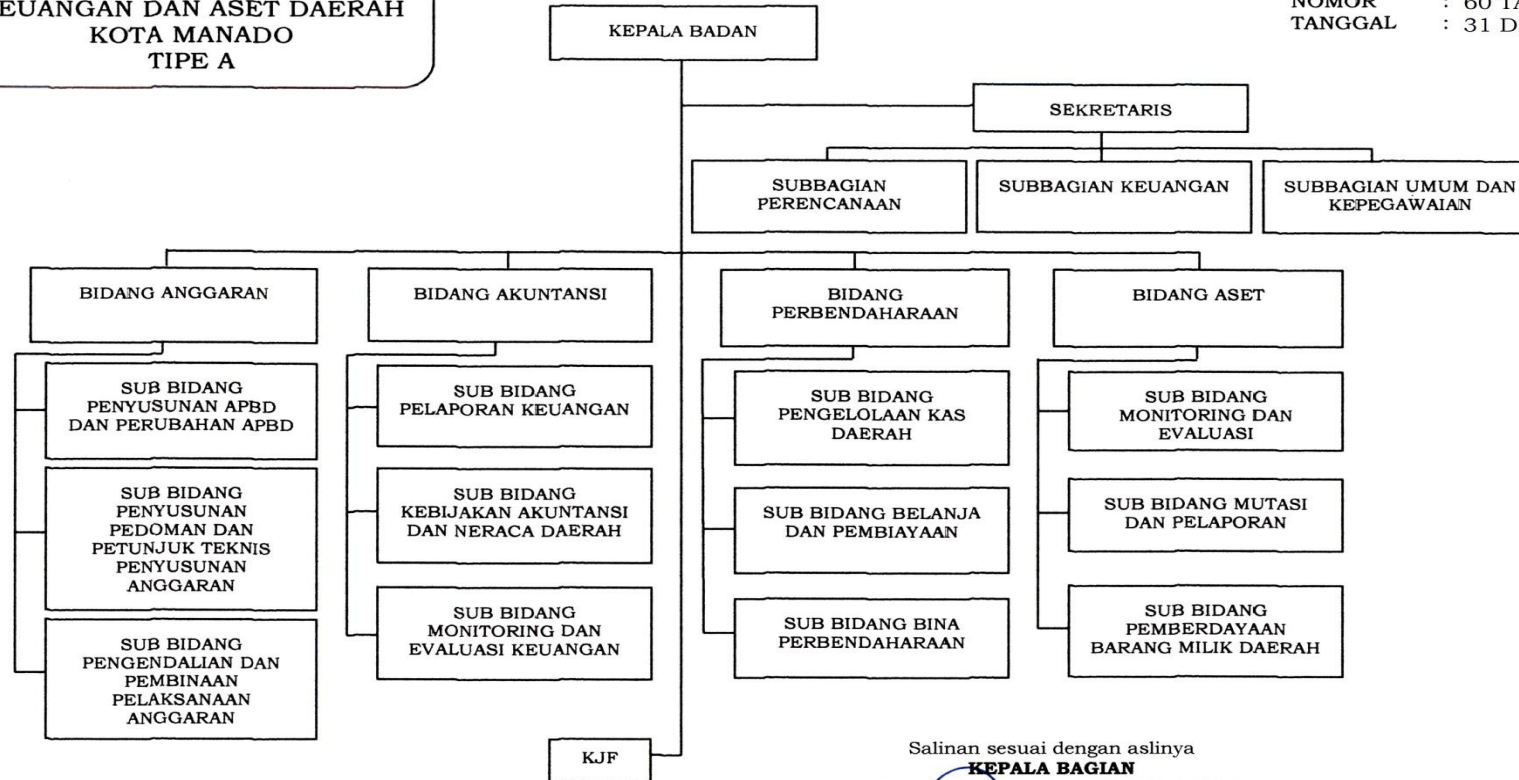 KEUANGAN DAN ASET DAERAH
KOTA MANADO
TIPE A
NOMOR : 60
TANGGAL : 31
KEPALA BADAN
SEKRETARIS
SUBBAGIAN
PERENCANAAN
SUBBAGIAN KEUANGAN
SUBBAGIAN UMUM DAN
KEPEGAWAIAN
BIDANG ANGGARAN
BIDANG AKUNTANSI
BIDANG
PERBENDAHARAAN
BIDANG ASET
SUB BIDANG
PENYUSUNAN APBD
DAN PERUBAHAN APBD
SUB BIDANG
PENYUSUNAN
PEDOMAN DAN
PETUNJUK TEKNIS
PENYUSUNAN
ANGGARAN
SUB BIDANG
PENGENDALIAN DAN
PEMBINAAN
PELAKSANAAN
ANGGARAN
SUB BIDANG
PELAPORAN KEUANGAN
SUB BIDANG
KEBIJAKAN AKUNTANSI
DAN NERACA DAERAH
SUB BIDANG
MONITORING DAN
EVALUASI KEUANGAN
SUB BIDANG
PENGELOLAAN KAS
DAERAH
SUB BIDANG BELANJA
DAN PEMBIAYAAN
SUB BIDANG BINA
PERBENDAHARAAN
SUB BIDANG
MONITORING DAN
EVALUASI
SUB BIDANG MUTASI
DAN PELAPORAN
SUB BIDANG
PEMBERDAYAAN
BARANG MILIK DAERAH
KJF
Salinan sesuai dengan aslinya
KEPALA BAGIAN